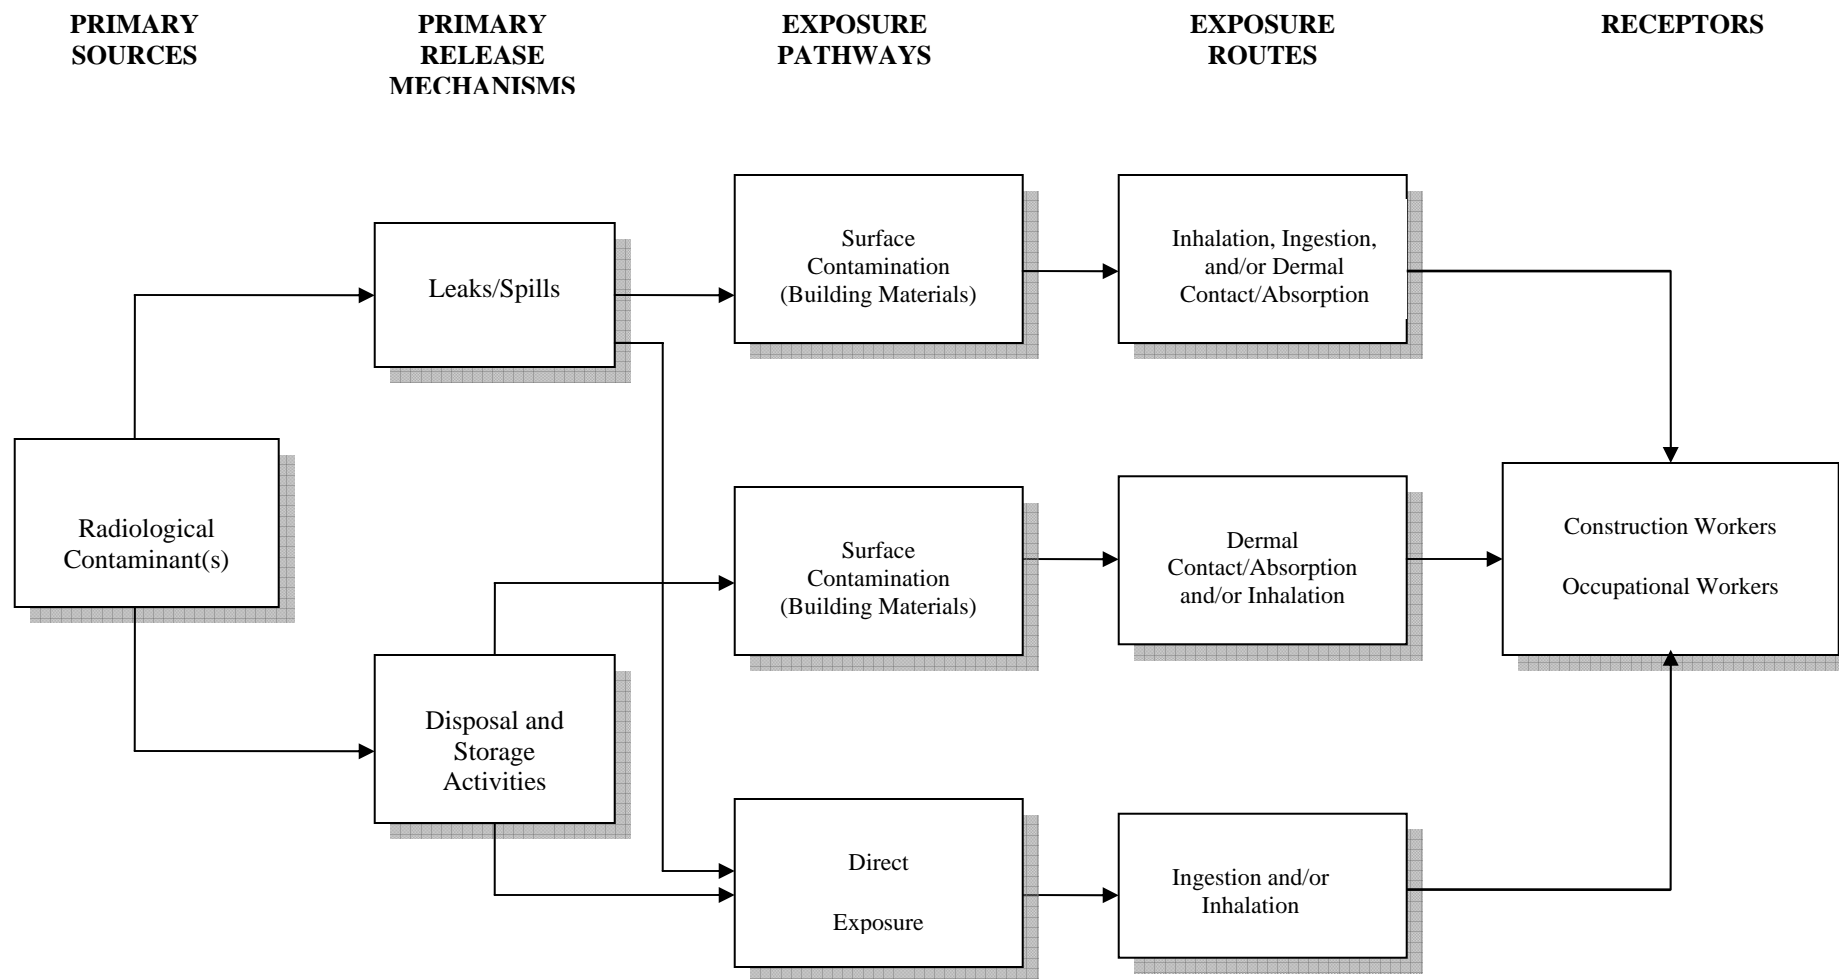 PRIMARY
SOURCES
PRIMARY
RELEASE
MECHANISMS
EXPOSURE
PATHWAYS
EXPOSURE
ROUTES
RECEPTORS
Leaks/Spills
Surface
Contamination
(Building Materials)
Inhalation, Ingestion,
and/or Dermal
Contact/Absorption
Radiological
Contaminant(s)
Surface
Contamination
(Building Materials)
Dermal
Contact/Absorption
and/or Inhalation
Construction Workers
Occupational Workers
Disposal and
Storage
Activities
Direct
Exposure
Ingestion and/or
Inhalation